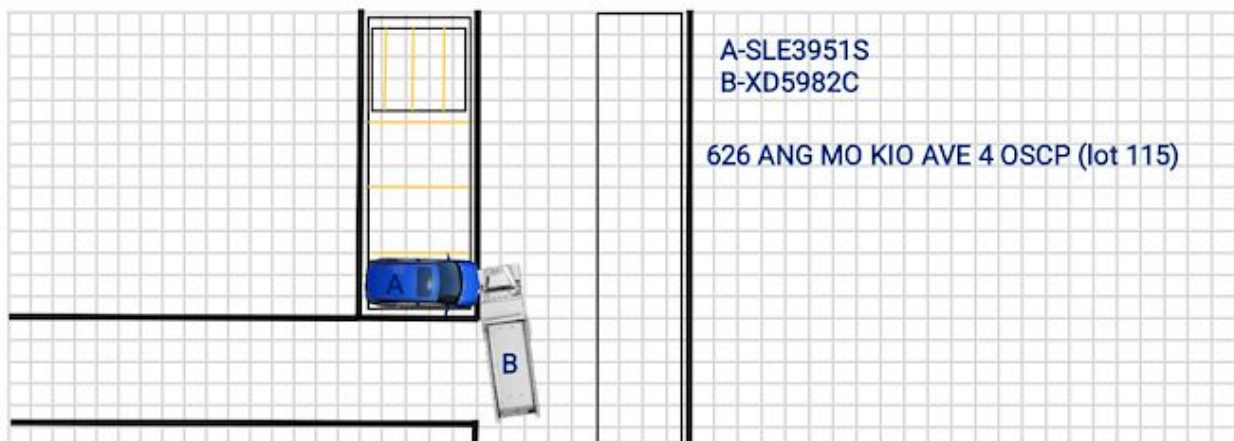 A-SLE3951S
B-XD5982C
626 ANG MO KIO AVE 4 OSCP (lot 115)
A
B